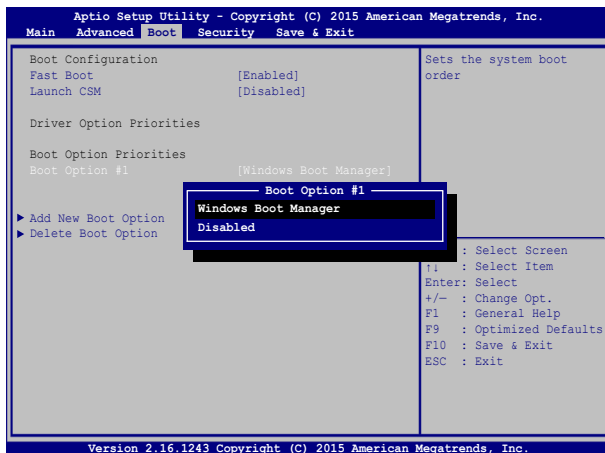 Aptio Setup Utility - Copyright (C) 2015 American Megatrends, Inc.
Main Advanced Boot Security Save & Exit
Boot Configuration
Fast Boot [Enabled]
Launch CSM [Disabled]
Driver Option Priorities
Boot Option Priorities
Boot Option #1 [Windows Boot Manager]
Boot Option #1
Windows Boot Manager
Disabled
▶ Add New Boot Option
▶ Delete Boot Option
Sets the system boot
order
: Select Screen
↑↓ : Select Item
Enter: Select
+/— : Change Opt.
F1 : General Help
F9 : Optimized Defaults
F10 : Save & Exit
ESC : Exit
Version 2.16.1243 Copyright (C) 2015 American Megatrends, Inc.